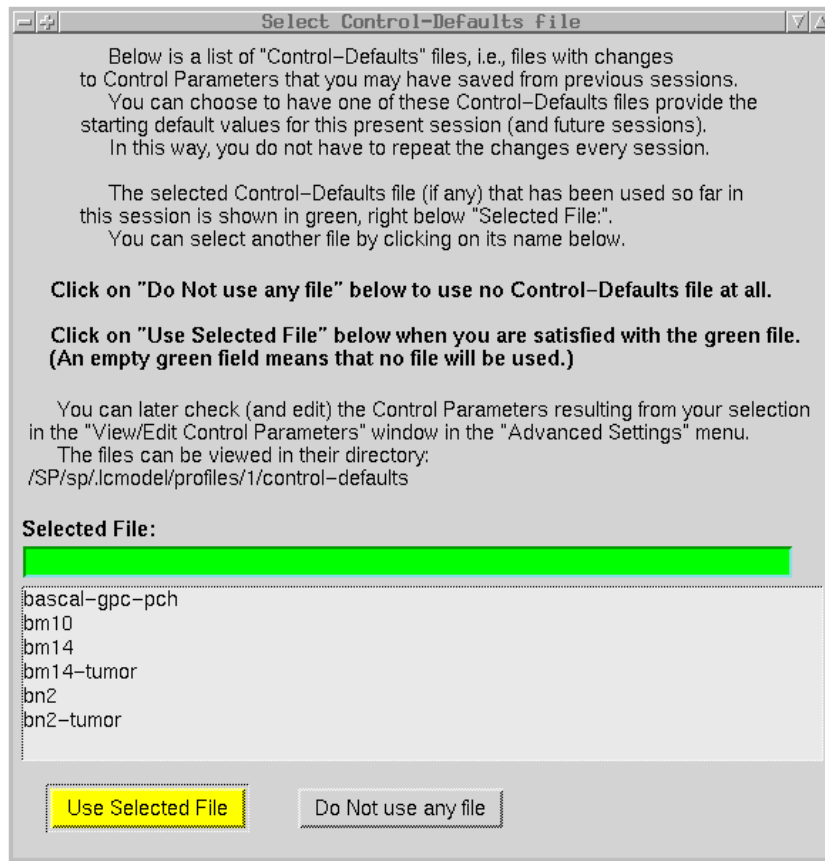 Select Control-Defaults file
Below is a list of "Control-Defaults" files, i.e., files with changes
to Control Parameters that you may have saved from previous sessions.
You can choose to have one of these Control-Defaults files provide the
starting default values for this present session (and future sessions).
In this way, you do not have to repeat the changes every session.
The selected Control-Defaults file (if any) that has been used so far in
this session is shown in green, right below "Selected File:".
You can select another file by clicking on its name below.
Click on "Do Not use any file" below to use no Control-Defaults file at all.
Click on "Use Selected File" below when you are satisfied with the green file.
(An empty green field means that no file will be used.)
You can later check (and edit) the Control Parameters resulting from your selection
in the "View/Edit Control Parameters" window in the "Advanced Settings" menu.
The files can be viewed in their directory:
/SP/sp/.lcmodel/profiles/1/control-defaults
Selected File:
bascal-gpc-pch
bm10
bm14
bm14-tumor
bn2
bn2-tumor
Use Selected File
Do Not use any file